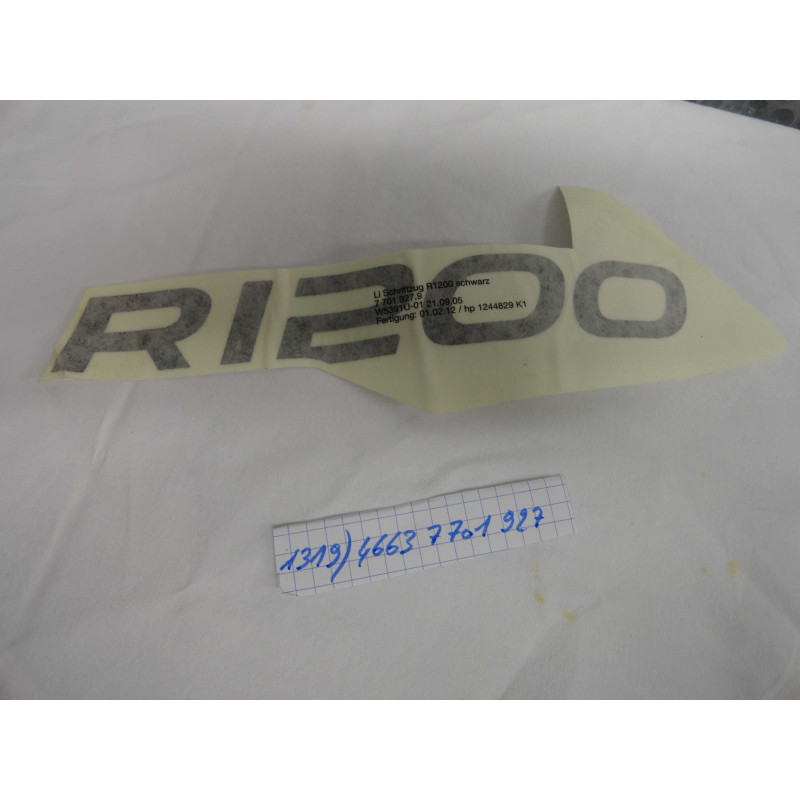 R1200
Li Schriftzug R1200 schwarz
7 701 927.9
W5391U-01 21.09.05
Fertigung: 01.02.12 / hp 1244829 K1
1319) 4663 7701 927